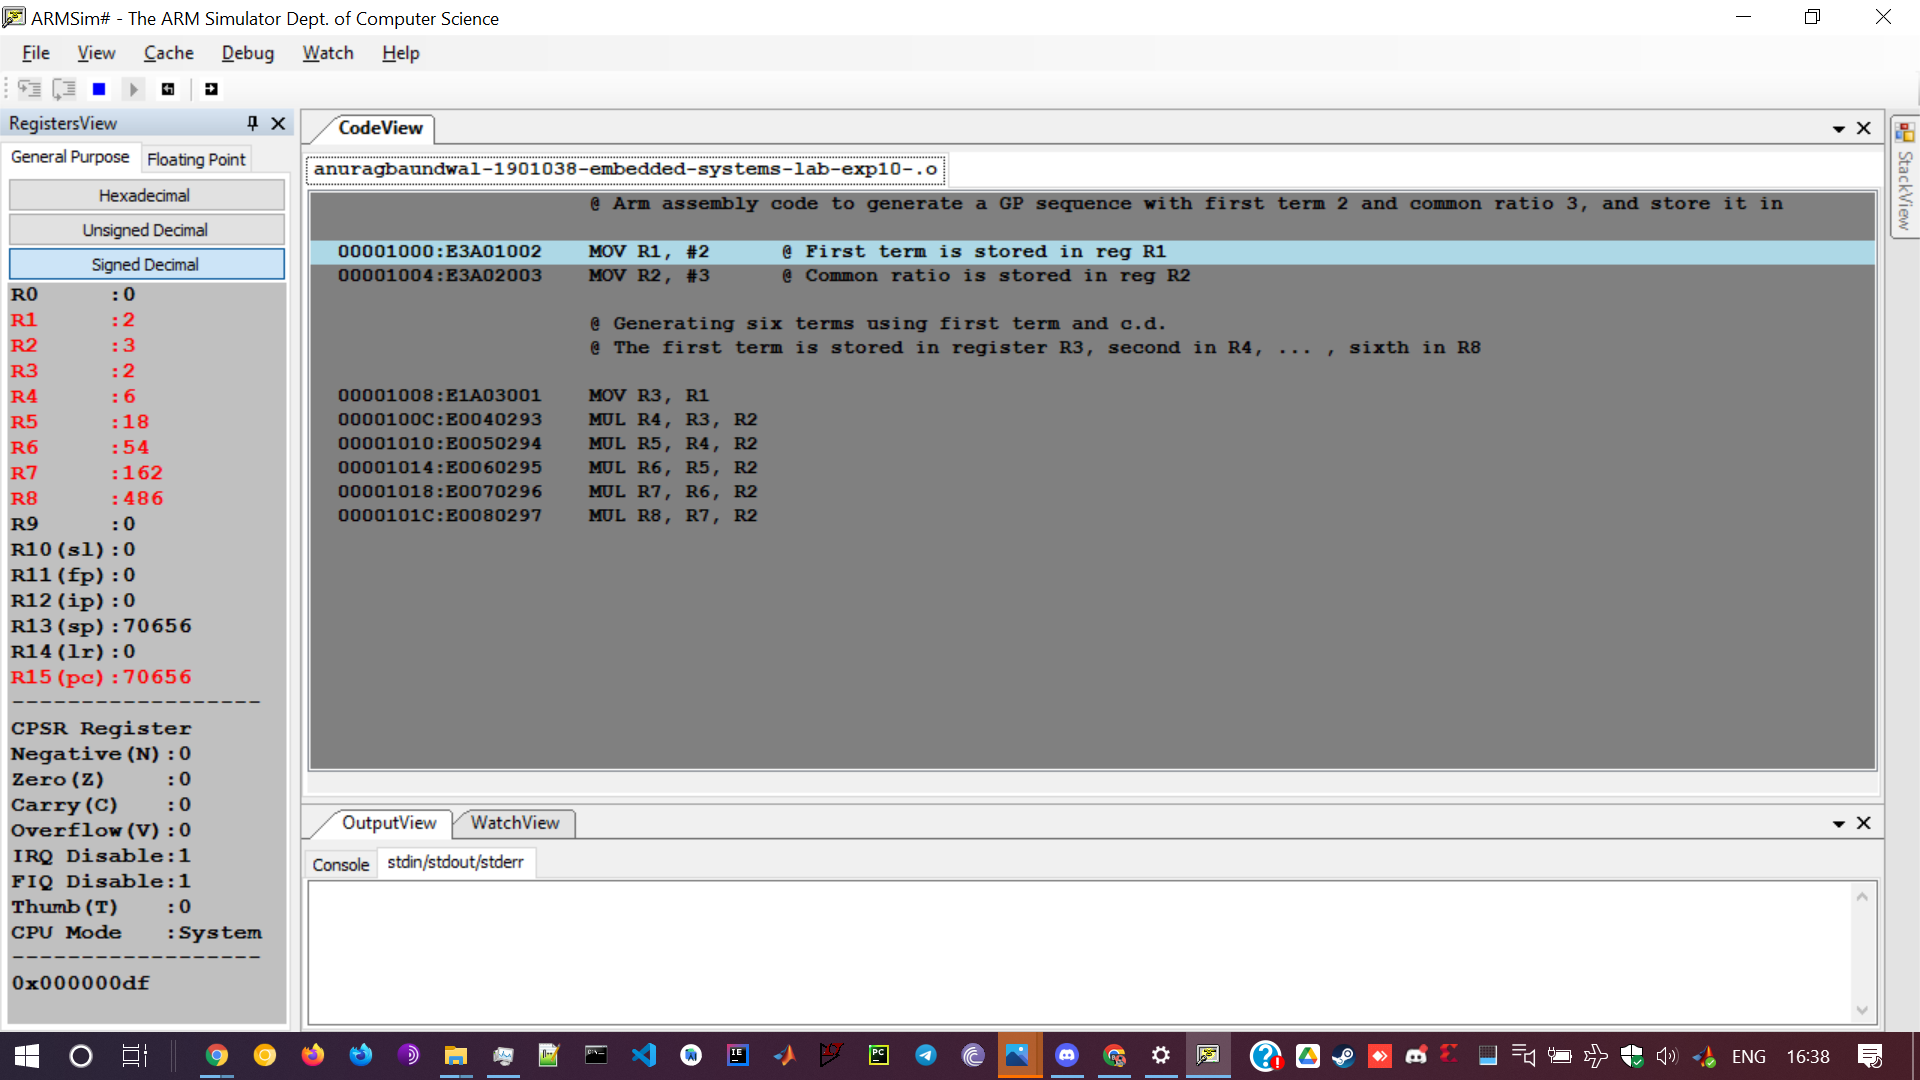 ARMSim# - The ARM Simulator Dept. of Computer Science
File View Cache Debug Watch Help
RegistersView
General Purpose Floating Point
Hexadecimal
Unsigned Decimal
Signed Decimal
R0 :0
R1 :2
R2 :3
R3 :2
R4 :6
R5 :18
R6 :54
R7 :162
R8 :486
R9 :0
R10(sl):0
R11(fp):0
R12(ip):0
R13(sp):70656
R14(lr):0
R15(pc):70656
------------------
CPSR Register
Negative(N):0
Zero(Z) :0
Carry(C) :0
Overflow(V):0
IRQ Disable:1
FIQ Disable:1
Thumb(T) :0
CPU Mode :System
------------------
0x000000df
CodeView
anuragbaundwal-1901038-embedded-systems-lab-exp10-.o
@ Arm assembly code to generate a GP sequence with first term 2 and common ratio 3, and store it in
00001000:E3A01002 MOV R1, #2 @ First term is stored in reg R1
00001004:E3A02003 MOV R2, #3 @ Common ratio is stored in reg R2
@ Generating six terms using first term and c.d.
@ The first term is stored in register R3, second in R4, ... , sixth in R8
00001008:E1A03001 MOV R3, R1
0000100C:E0040293 MUL R4, R3, R2
00001010:E0050294 MUL R5, R4, R2
00001014:E0060295 MUL R6, R5, R2
00001018:E0070296 MUL R7, R6, R2
0000101C:E0080297 MUL R8, R7, R2
StackView
OutputView WatchView
Console stdin/stdout/stderr
IE PC ENG 16:38